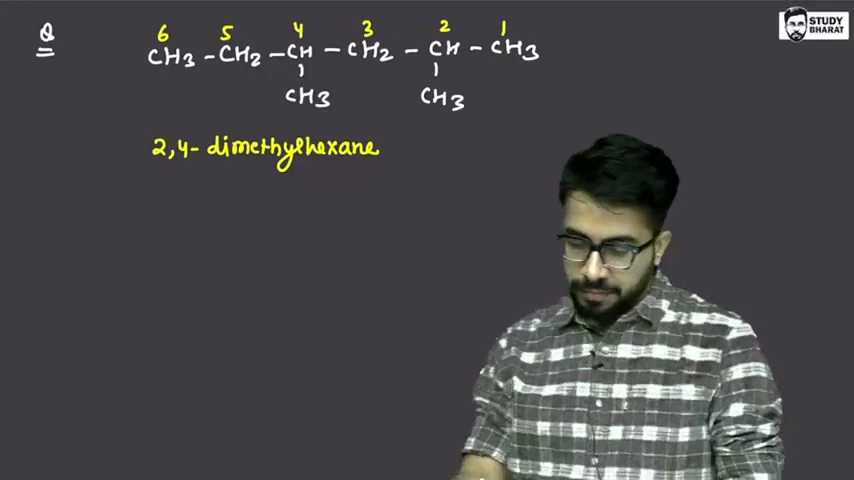 Q
6 5 4 3 2 1
CH3 - CH2 - CH - CH2 - CH - CH3
CH3 CH3
2,4- dimethylhexane
STUDY
BHARAT